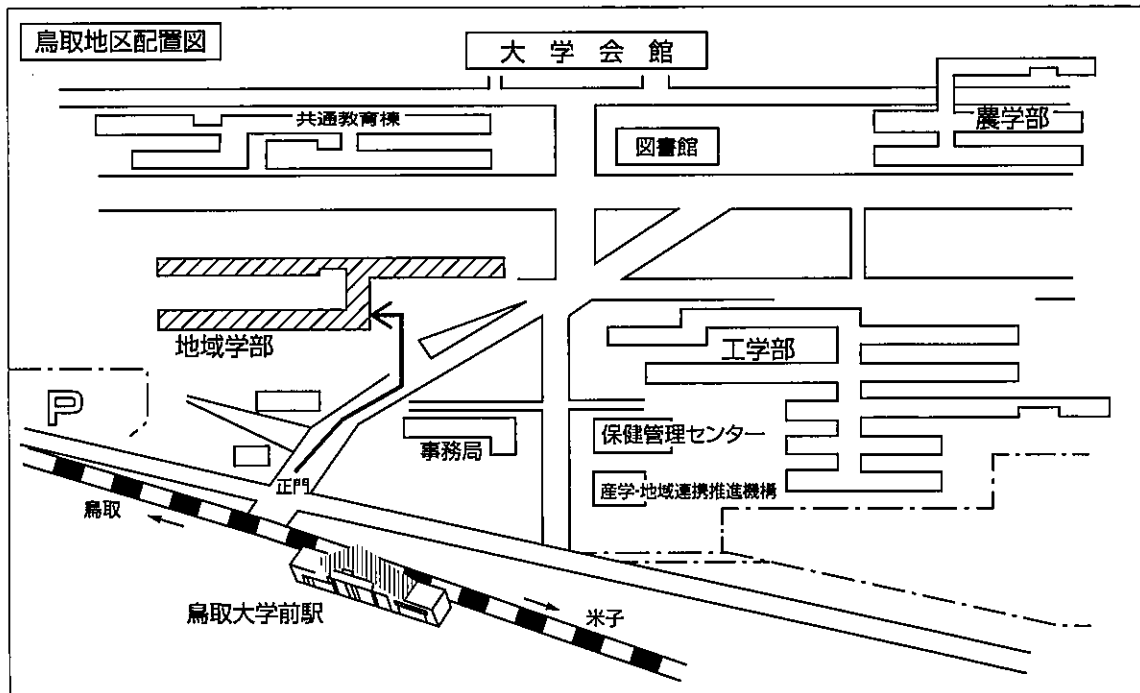 鳥取地区配置図
大学会館
共通教育棟
図書館
農学部
地域学部
工学部
P
事務局
保健管理センター
正門
産学・地域連携推進機構
鳥取
鳥取大学前駅
米子